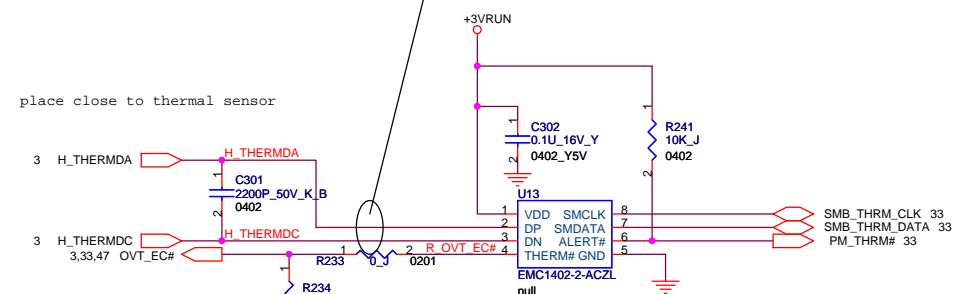 +3VRUN
place close to thermal sensor
1
C302
0.1U_16V_Y
2
0402_Y5V
1
R241
10K_J
0402
2
3 H_THERMDA
H_THERMDA
1
C301
2200P_50V_K_B
0402
2
3 H_THERMDC
H_THERMDC
3,33,47 OVT_EC#
1
R233
0_J
2
0201
R_OVT_EC#
1
R234
U13
1 VDD SMCLK 8
2 DP SMDATA 7
3 DN ALERT# 6
4 THERM# GND 5
EMC1402-2-ACZL
null
SMB_THRM_CLK 33
SMB_THRM_DATA 33
PM_THRM# 33